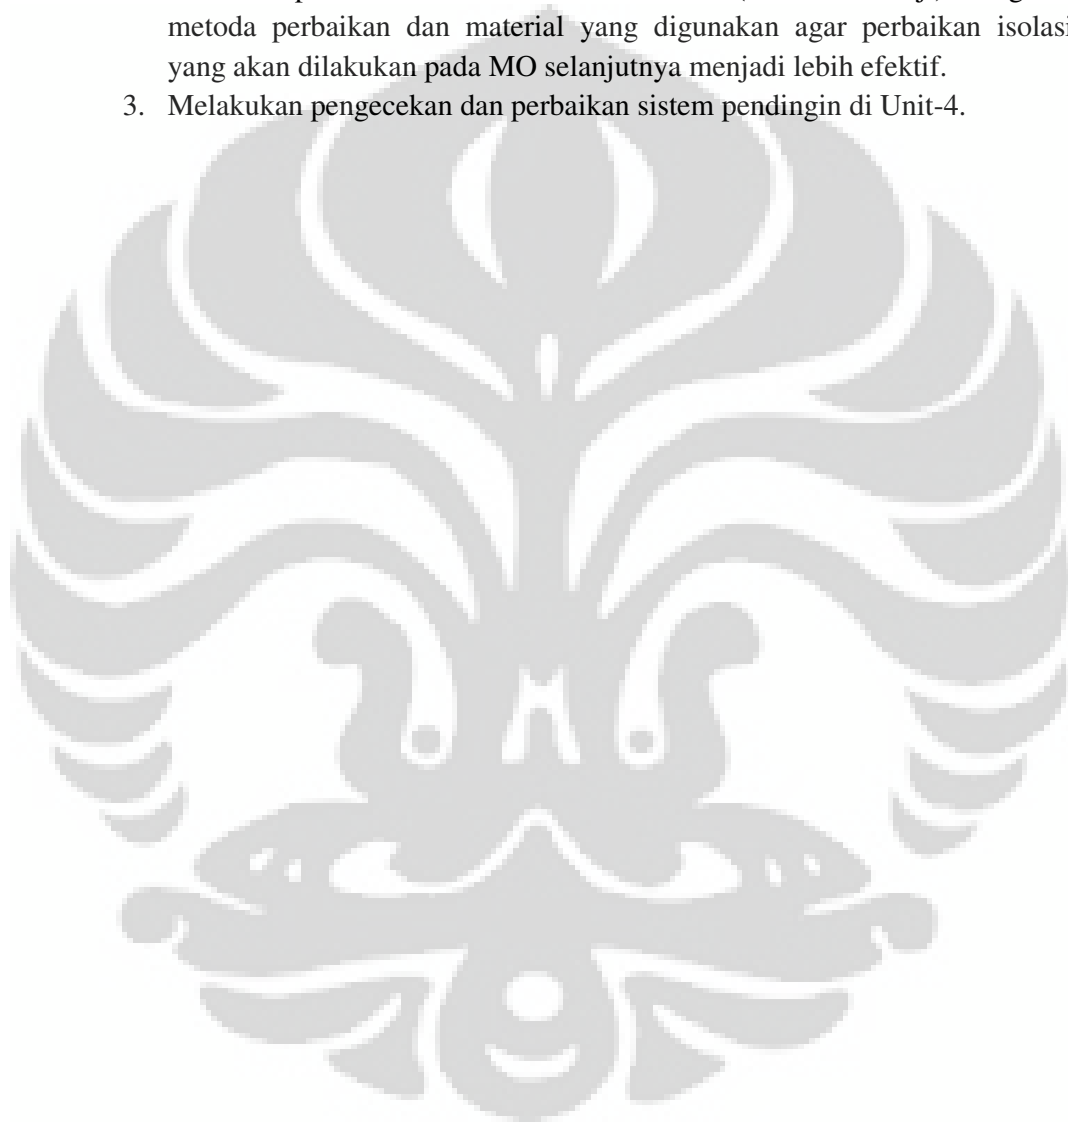 metoda perbaikan dan material yang digunakan agar perbaikan isolasi
yang akan dilakukan pada MO selanjutnya menjadi lebih efektif.
3. Melakukan pengecekan dan perbaikan sistem pendingin di Unit-4.